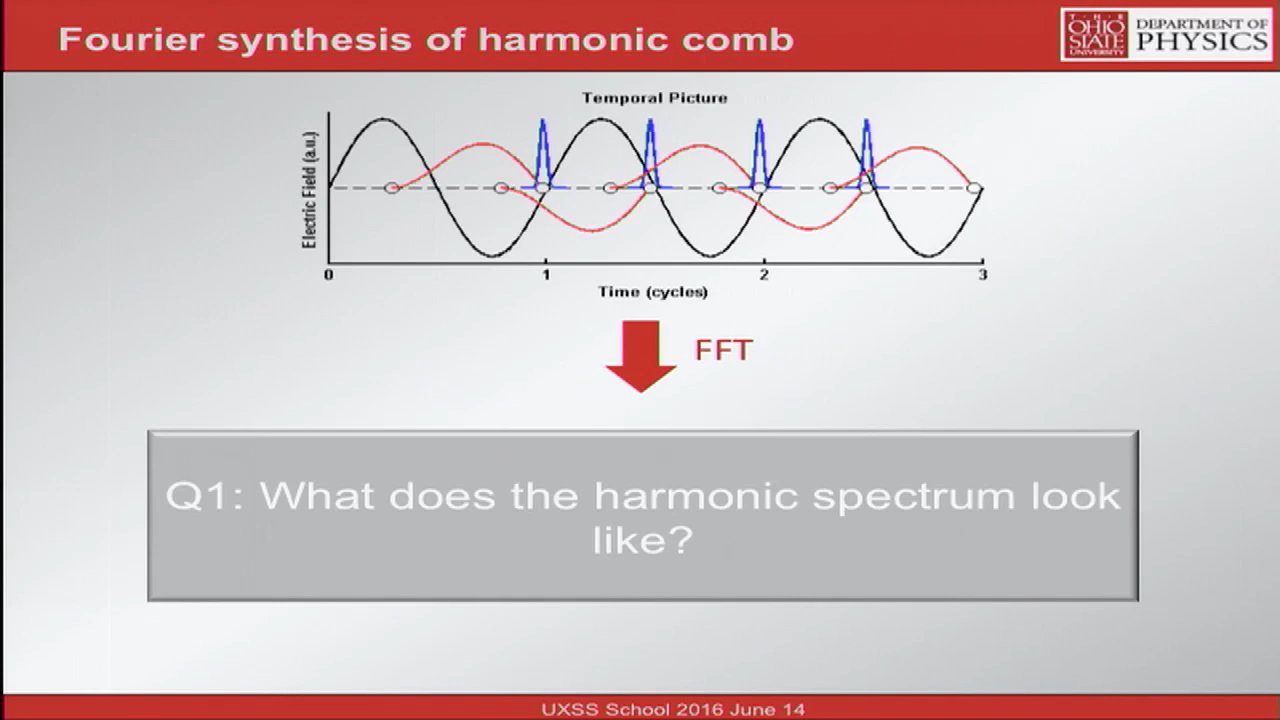 Fourier synthesis of harmonic comb
T·H·E
OHIO
STATE
UNIVERSITY
DEPARTMENT OF
PHYSICS
Temporal Picture
Electric Field (a.u.)
0 1 2 3
Time (cycles)
FFT
Q1: What does the harmonic spectrum look
like?
UXSS School 2016 June 14